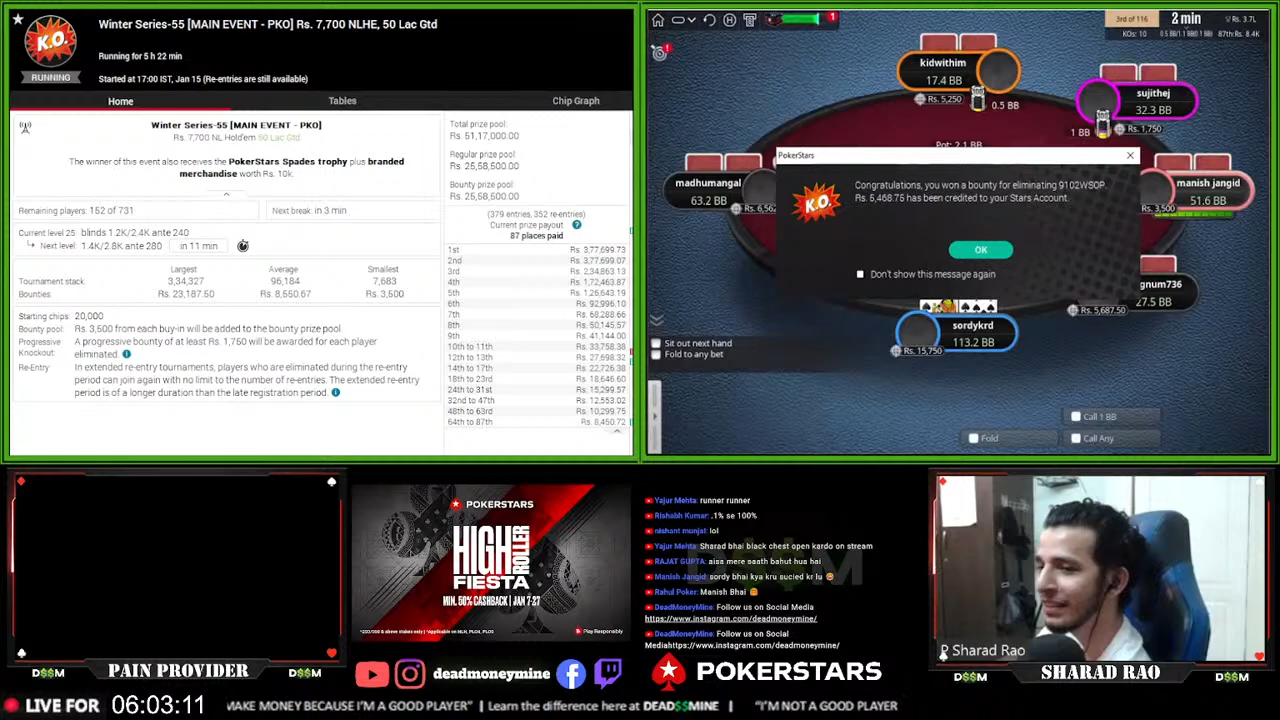 Winter Series-55 [MAIN EVENT - PKO] Rs. 7,700 NLHE, 50 Lac Gtd
K.O.
Running for 5 h 22 min
RUNNING
Started at 17:00 IST, Jan 15 (Re-entries are still available)
Home
Tables
Chip Graph
Winter Series-55 [MAIN EVENT - PKO]
Rs. 7,700 NL Hold'em 50 Lac Gtd
The winner of this event also receives the PokerStars Spades trophy plus branded
merchandise worth Rs. 10k.
Remaining players: 152 of 731
Next break: in 3 min
Current level 25 blinds 1.2K/2.4K ante 240
Next level: 1.4K/2.8K ante 280
in 11 min
Largest
Average
Smallest
Tournament stack: 3,34,327 96,184 7,683
Bounties: Rs. 23,187.50 Rs. 8,550.67 Rs. 3,500
Starting chips: 20,000
Bounty pool: Rs. 3,500 from each buy-in will be added to the bounty prize pool.
Progressive Knockout: A progressive bounty of at least Rs. 1,750 will be awarded for each player
eliminated.
Re-Entry: In extended re-entry tournaments, players who are eliminated during the re-entry
period can join again with no limit to the number of re-entries. The extended re-entry
period is of a longer duration than the late registration period.
Total prize pool:
Rs. 51,17,000.00
Regular prize pool:
Rs. 25,58,500.00
Bounty prize pool:
Rs. 25,58,500.00
(379 entries, 352 re-entries)
Current prize payout
87 places paid
1st Rs. 3,77,699.73
2nd Rs. 3,77,699.07
3rd Rs. 2,34,863.13
4th Rs. 1,72,463.87
5th Rs. 1,26,643.19
6th Rs. 92,996.10
7th Rs. 68,288.66
8th Rs. 50,145.57
9th Rs. 41,144.00
10th to 11th Rs. 33,758.38
12th to 13th Rs. 27,698.32
14th to 17th Rs. 22,726.38
18th to 23rd Rs. 18,646.60
24th to 31st Rs. 15,299.57
32nd to 47th Rs. 12,553.02
48th to 63rd Rs. 10,299.75
64th to 87th Rs. 8,450.72
1
3rd of 116
KOs: 10
2 min
Rs. 3.7L
87th: Rs. 8.4K
kidwithim
17.4 BB
Rs. 5,250
0.5 BB
sujithej
32.3 BB
1 BB
Rs. 1,750
Pot: 2.1 BB
madhumangal
63.2 BB
manish jangid
51.6 BB
Rs. 3,500
gnum736
27.5 BB
Rs. 5,687.50
PokerStars
K.O.
Congratulations, you won a bounty for eliminating 9102WSOP.
Rs. 5,468.75 has been credited to your Stars Account.
OK
Don't show this message again
sordykrd
113.2 BB
Rs. 15,750
Sit out next hand
Fold to any bet
Call 1 BB
Fold
Call Any
POKERSTARS
HIGH
ROLLER
FIESTA
MIN. 50% CASHBACK | JAN 7-27
Play Responsibly
Yajur Mehta: runner runner
Rishabh Kumar: .1% se 100%
nishant munjal: lol
Yajur Mehta: Sharad bhai black chest open kardo on stream
RAJAT GUPTA: aisa mere saath bahut hua hai
Manish Jangid: sordy bhai kya kru sucied kr lu
Rahul Poker: Manish Bhai
DeadMoneyMine: Follow us on Social Media
https://www.instagram.com/deadmoneymine/
DeadMoneyMine: Follow us on Social
Mediahttps://www.instagram.com/deadmoneymine/
P Sharad Rao
D$$M
PAIN PROVIDER
D$$M
deadmoneymine
POKERSTARS
D$$M
SHARAD RAO
D$$M
LIVE FOR 06:03:11
MAKE MONEY BECAUSE I'M A GOOD PLAYER" | Learn the difference here at DEAD$$MINE | "I'M NOT A GOOD PLAYER